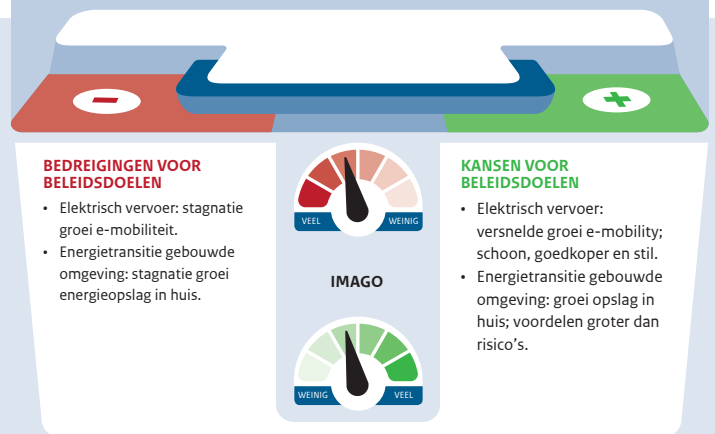 BEDREIGINGEN VOOR
BELEIDSDOELEN
• Elektrisch vervoer: stagnatie
groei e-mobiliteit.
• Energietransitie gebouwde
omgeving: stagnatie groei
energieopslag in huis.
VEEL WEINIG
IMAGO
WEINIG VEEL
KANSEN VOOR
BELEIDSDOELEN
• Elektrisch vervoer:
versnelde groei e-mobility;
schoon, goedkoper en stil.
• Energietransitie gebouwde
omgeving: groei opslag in
huis; voordelen groter dan
risico’s.